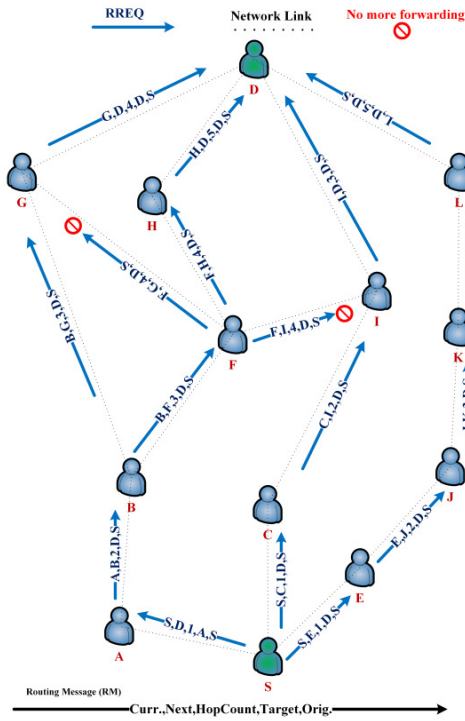 RREQ
Network Link
No more forwarding
D
G,D,4,D,S
H,D,5,D,S
I,D,3,D,S
L,D,5,D,S
G
H
L
I
F,G,4,D,S
F,H,4,D,S
F,I,4,D,S
F
K
B,G,3,D,S
B,F,3,D,S
C,I,2,D,S
B
C
J
A,B,2,D,S
S,C,1,D,S
E,J,2,D,S
E
S,D,1,A,S
S,E,1,D,S
A
S
Routing Message (RM)
Curr.,Next,HopCount,Target,Orig.